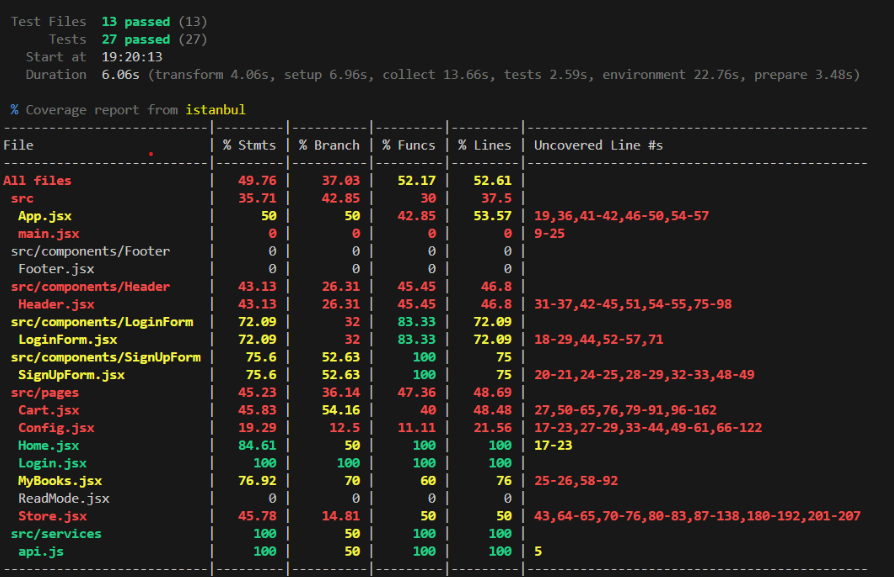 Test Files  13 passed (13)
Tests  27 passed (27)
Start at  19:20:13
Duration  6.06s (transform 4.06s, setup 6.96s, collect 13.66s, tests 2.59s, environment 22.76s, prepare 3.48s)
% Coverage report from istanbul
---------------------------|---------|----------|---------|---------|---------------------------------------------
File                       | % Stmts | % Branch | % Funcs | % Lines | Uncovered Line #s
---------------------------|---------|----------|---------|---------|---------------------------------------------
All files                  |   49.76 |    37.03 |   52.17 |   52.61 |
 src                       |   35.71 |    42.85 |      30 |    37.5 |
  App.jsx                  |      50 |       50 |   42.85 |   53.57 | 19,36,41-42,46-50,54-57
  main.jsx                 |       0 |        0 |       0 |       0 | 9-25
 src/components/Footer     |       0 |        0 |       0 |       0 |
  Footer.jsx               |       0 |        0 |       0 |       0 |
 src/components/Header     |   43.13 |    26.31 |   45.45 |    46.8 |
  Header.jsx               |   43.13 |    26.31 |   45.45 |    46.8 | 31-37,42-45,51,54-55,75-98
 src/components/LoginForm  |   72.09 |       32 |   83.33 |   72.09 |
  LoginForm.jsx            |   72.09 |       32 |   83.33 |   72.09 | 18-29,44,52-57,71
 src/components/SignUpForm |    75.6 |    52.63 |     100 |      75 |
  SignUpForm.jsx           |    75.6 |    52.63 |     100 |      75 | 20-21,24-25,28-29,32-33,48-49
 src/pages                 |   45.23 |    36.14 |   47.36 |   48.69 |
  Cart.jsx                 |   45.83 |    54.16 |      40 |   48.48 | 27,50-65,76,79-91,96-162
  Config.jsx               |   19.29 |     12.5 |   11.11 |   21.56 | 17-23,27-29,33-44,49-61,66-122
  Home.jsx                 |   84.61 |       50 |     100 |     100 | 17-23
  Login.jsx                |     100 |      100 |     100 |     100 |
  MyBooks.jsx              |   76.92 |       70 |      60 |      76 | 25-26,58-92
  ReadMode.jsx             |       0 |        0 |       0 |       0 |
  Store.jsx                |   45.78 |    14.81 |      50 |      50 | 43,64-65,70-76,80-83,87-138,180-192,201-207
 src/services              |     100 |       50 |     100 |     100 |
  api.js                   |     100 |       50 |     100 |     100 | 5
---------------------------|---------|----------|---------|---------|---------------------------------------------